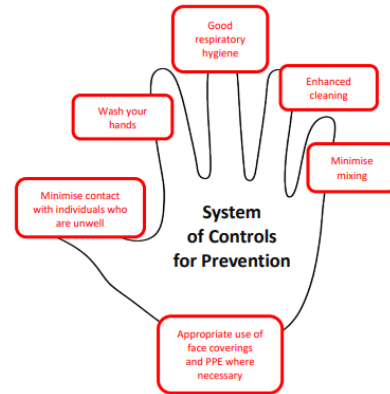 Good
respiratory
hygiene
Enhanced
cleaning
Wash your
hands
Minimise
mixing
Minimise contact
with individuals who
are unwell
System
of Controls
for Prevention
Appropriate use of
face coverings
and PPE where
necessary